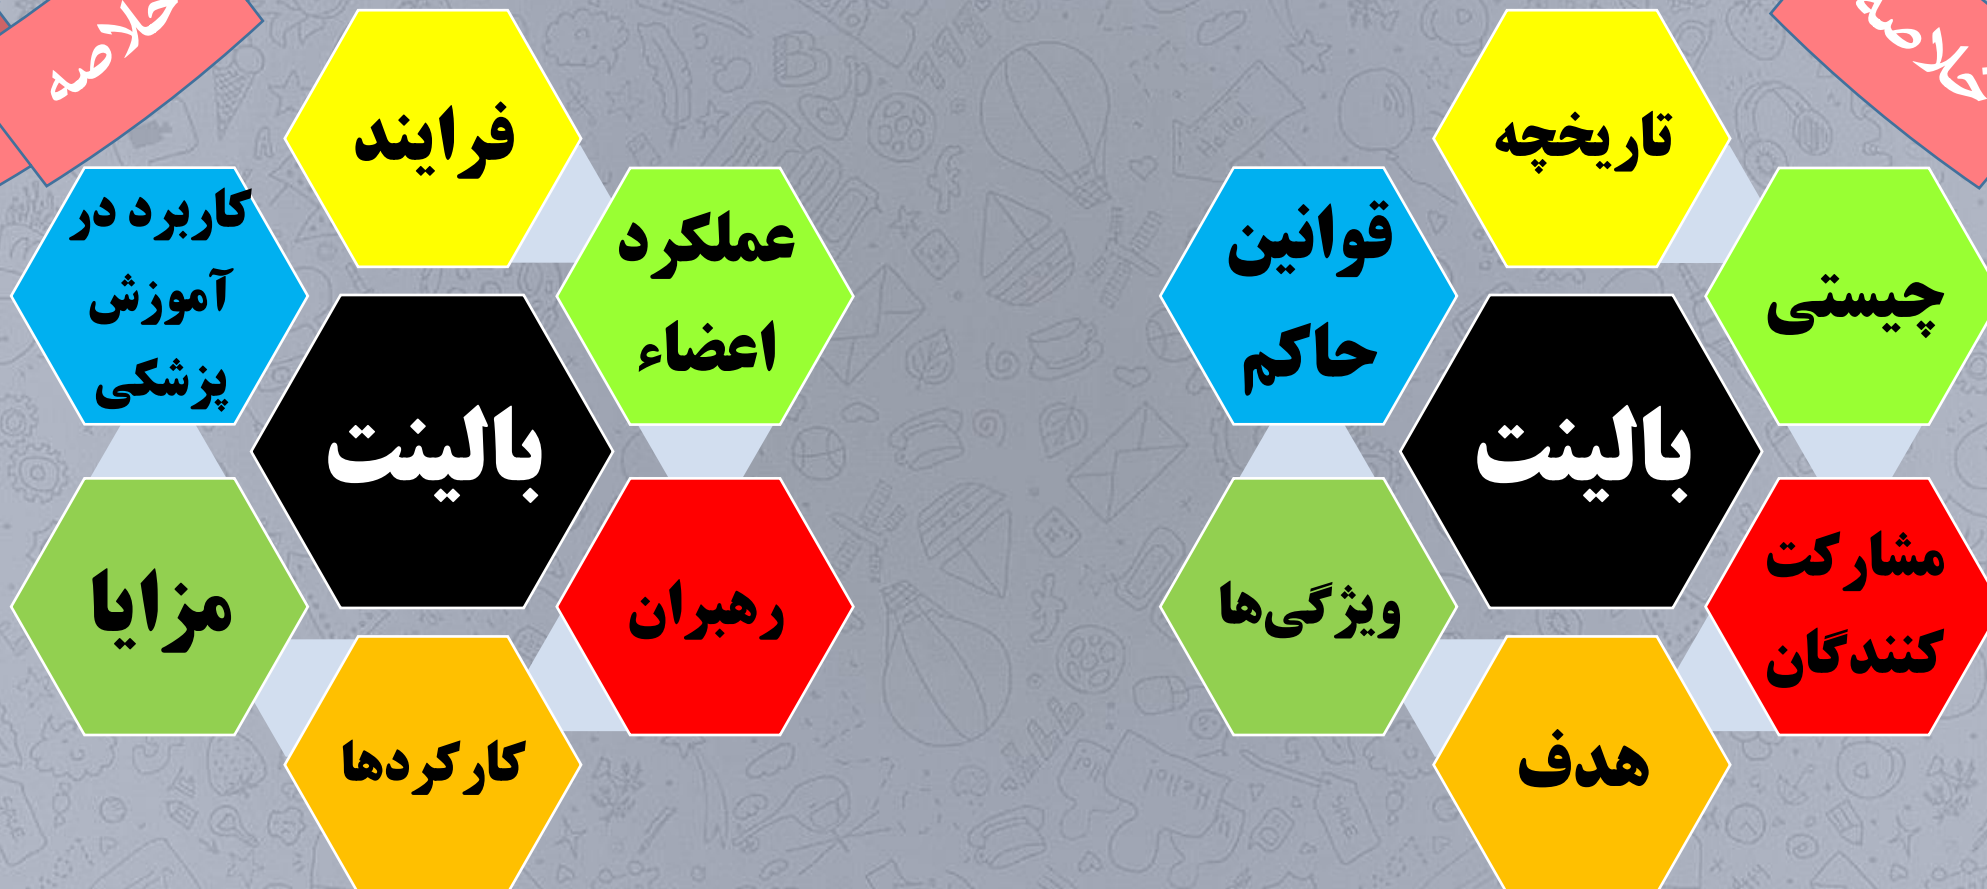 خلاصه
تاریخچه
چیستی
مشارکت
کنندگان
هدف
ویژگی‌ها
قوانین
حاکم
بالینت
خلاصه
فرایند
عملکرد
اعضاء
رهبران
کارکردها
مزایا
کاربرد در
آموزش
پزشکی
بالینت